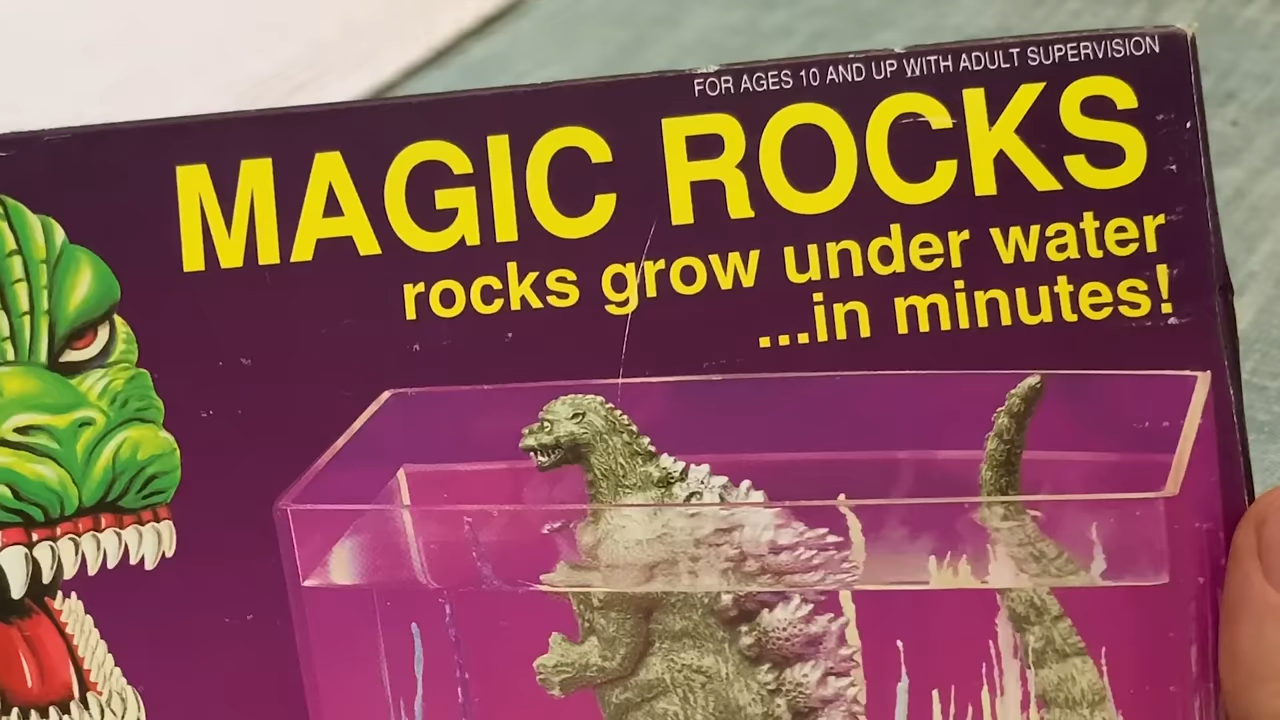 FOR AGES 10 AND UP WITH ADULT SUPERVISION
MAGIC ROCKS
rocks grow under water
...in minutes!